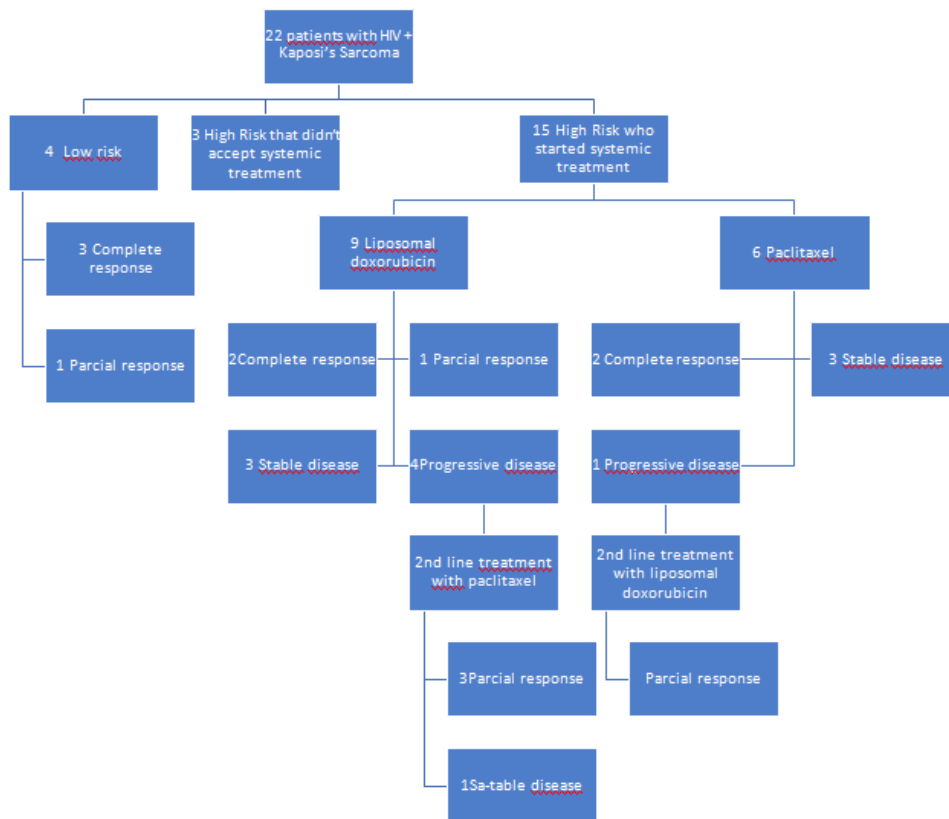 22 patients with HIV +
Kaposi's Sarcoma
4 Low risk
3 High Risk that didn't
accept systemic
treatment
15 High Risk who
started systemic
treatment
3 Complete
response
1 Parcial response
9 Liposomal
doxorubicin
6 Paclitaxel
2Complete response
1 Parcial response
2 Complete response
3 Stable disease
3 Stable disease
4Progressive disease
1 Progressive disease
2nd line treatment
with paclitaxel
2nd line treatment
with liposomal
doxorubicin
3Parcial response
Parcial response
1Sa-table disease